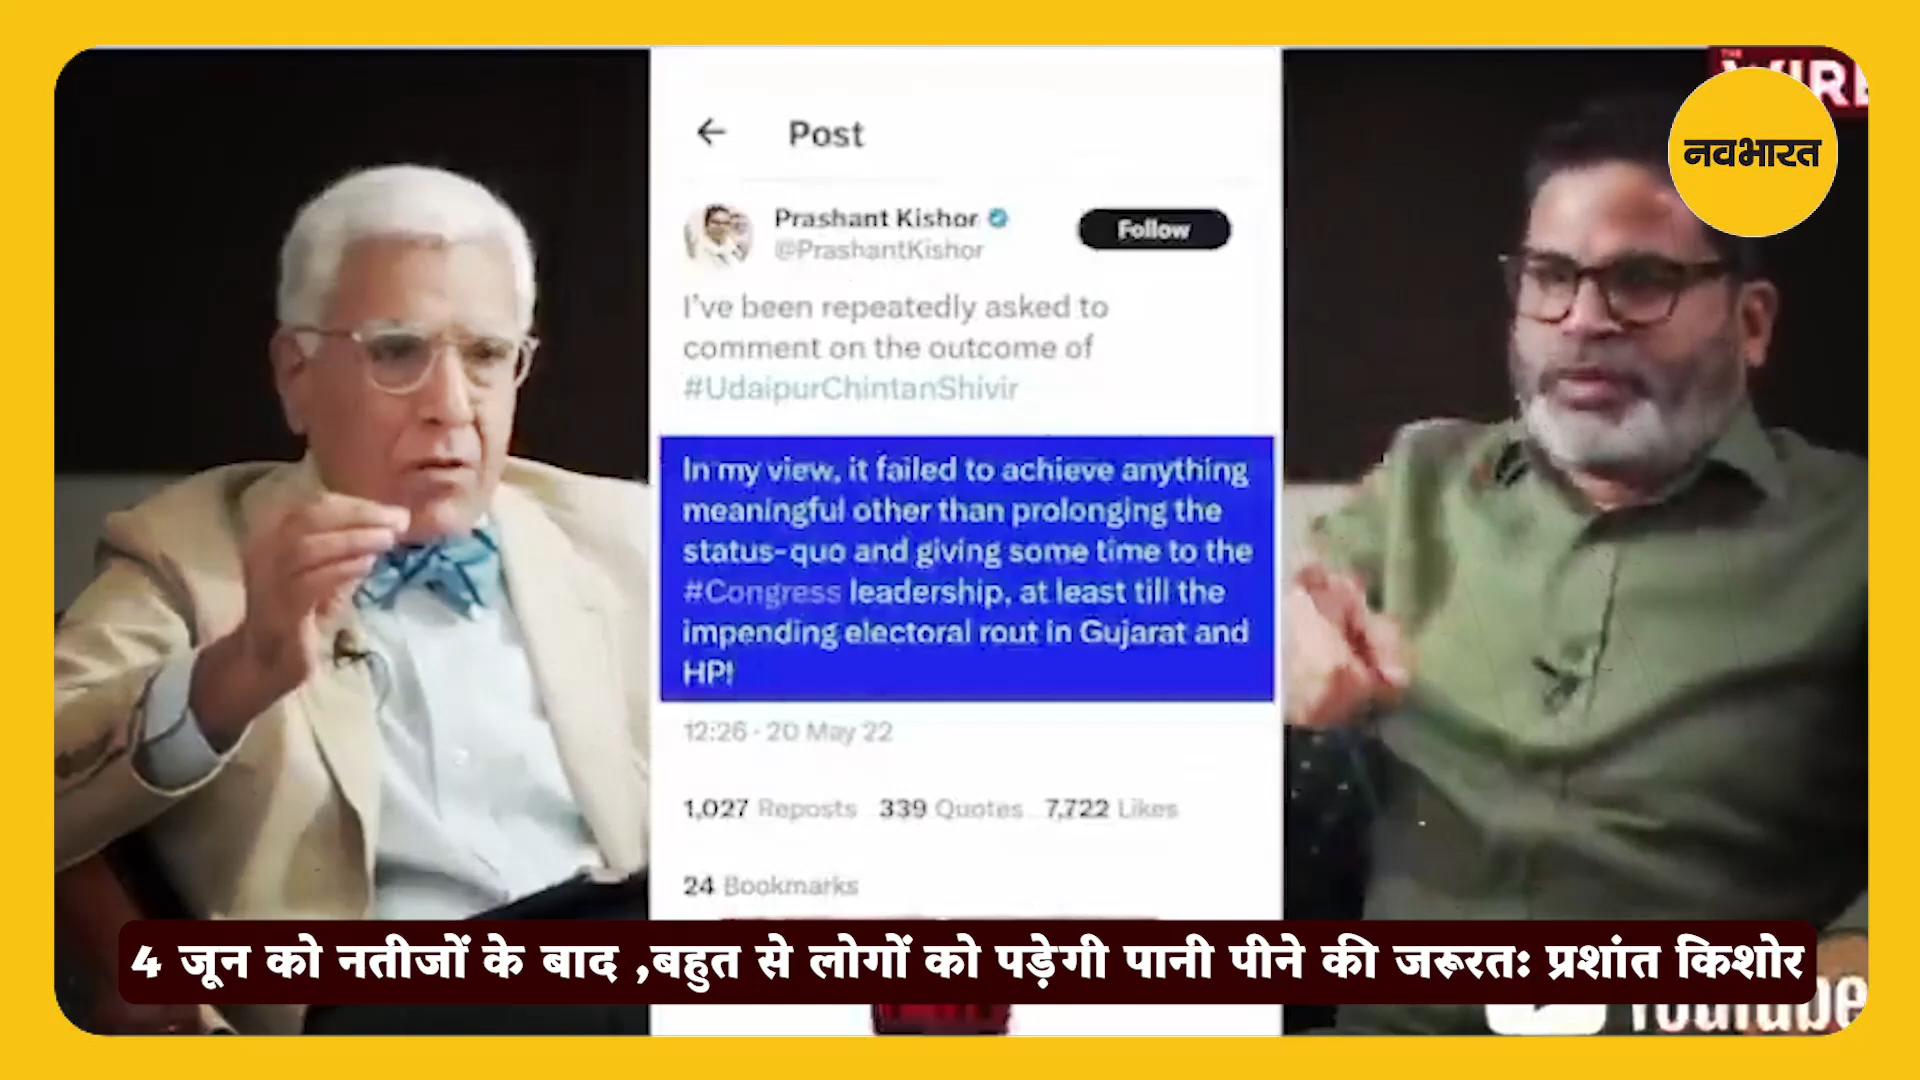 THE
WIRE
नवभारत
Post
Prashant Kishor
@PrashantKishor
Follow
I've been repeatedly asked to
comment on the outcome of
#UdaipurChintanShivir
In my view, it failed to achieve anything
meaningful other than prolonging the
status-quo and giving some time to the
#Congress leadership, at least till the
impending electoral rout in Gujarat and
HP!
12:26 · 20 May 22
1,027 Reposts 339 Quotes 7,722 Likes
24 Bookmarks
4 जून को नतीजों के बाद ,बहुत से लोगों को पड़ेगी पानी पीने की जरूरतः प्रशांत किशोर
YouTube